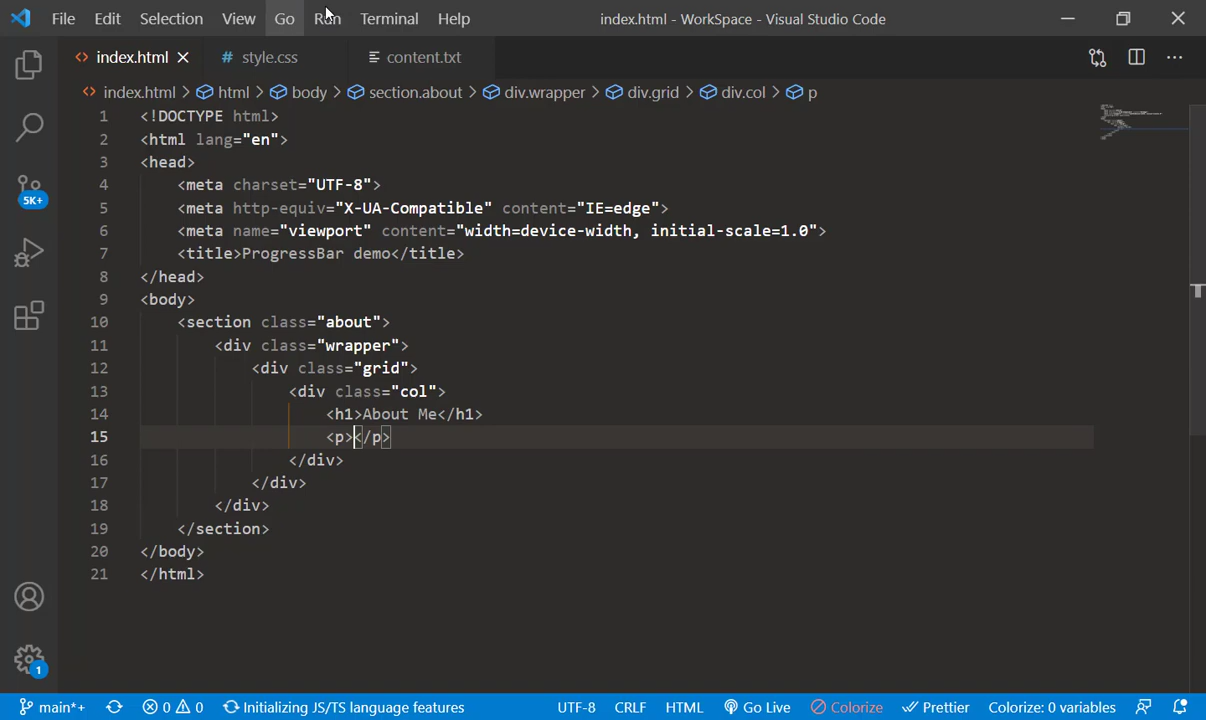 File Edit Selection View Go Run Terminal Help index.html - WorkSpace - Visual Studio Code
<> index.html × # style.css content.txt
<> index.html > html > body > section.about > div.wrapper > div.grid > div.col > p
1 <!DOCTYPE html>
2 <html lang="en">
3 <head>
4 <meta charset="UTF-8">
5 <meta http-equiv="X-UA-Compatible" content="IE=edge">
6 <meta name="viewport" content="width=device-width, initial-scale=1.0">
7 <title>ProgressBar demo</title>
8 </head>
9 <body>
10 <section class="about">
11 <div class="wrapper">
12 <div class="grid">
13 <div class="col">
14 <h1>About Me</h1>
15 <p></p>
16 </div>
17 </div>
18 </div>
19 </section>
20 </body>
21 </html>
5K+
1
main*+ 0 0 Initializing JS/TS language features UTF-8 CRLF HTML Go Live Colorize Prettier Colorize: 0 variables